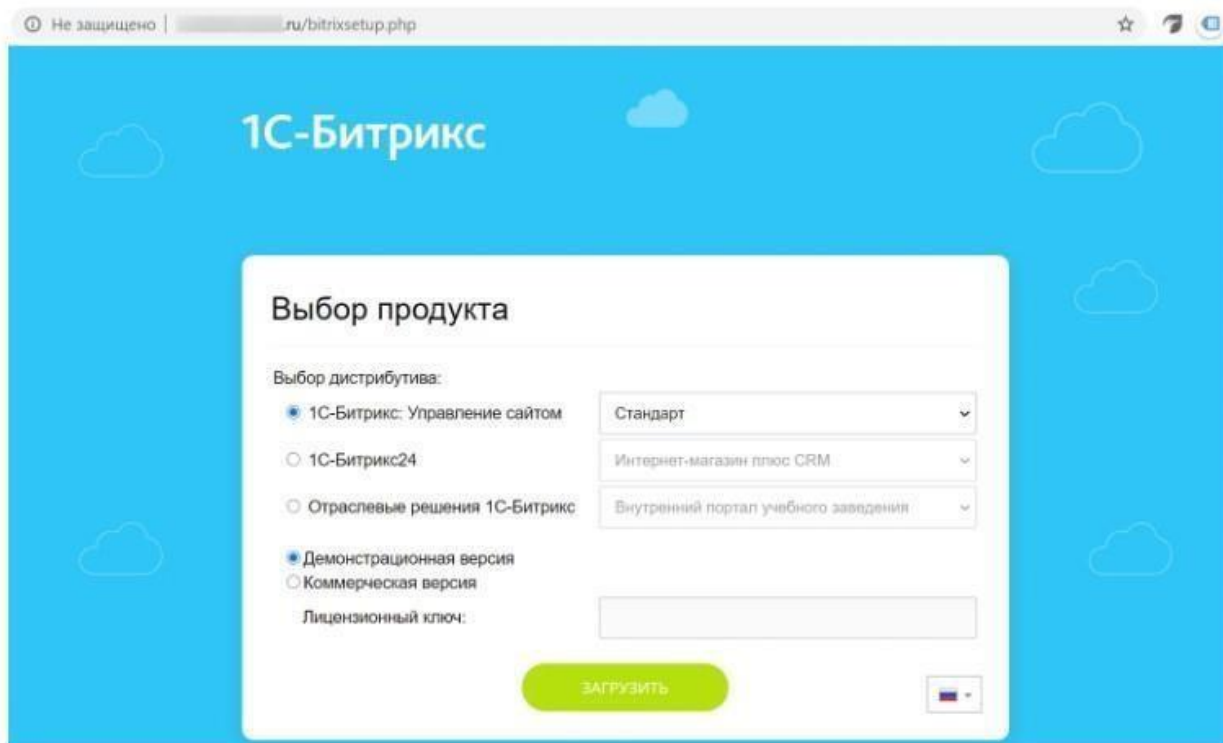 Не защищено | .ru/bitrixsetup.php
1С-Битрикс
Выбор продукта
Выбор дистрибутива:
1С-Битрикс: Управление сайтом Стандарт
1С-Битрикс24 Интернет-магазин плюс CRM
Отраслевые решения 1С-Битрикс Внутренний портал учебного заведения
Демонстрационная версия
Коммерческая версия
Лицензионный ключ:
ЗАГРУЗИТЬ